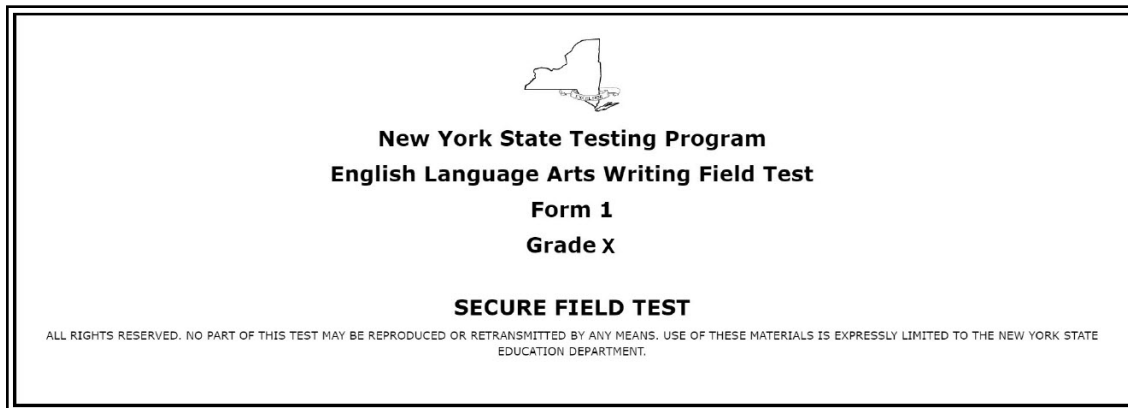 New York State Testing Program
English Language Arts Writing Field Test
Form 1
Grade X
SECURE FIELD TEST
ALL RIGHTS RESERVED. NO PART OF THIS TEST MAY BE REPRODUCED OR RETRANSMITTED BY ANY MEANS. USE OF THESE MATERIALS IS EXPRESSLY LIMITED TO THE NEW YORK STATE
EDUCATION DEPARTMENT.